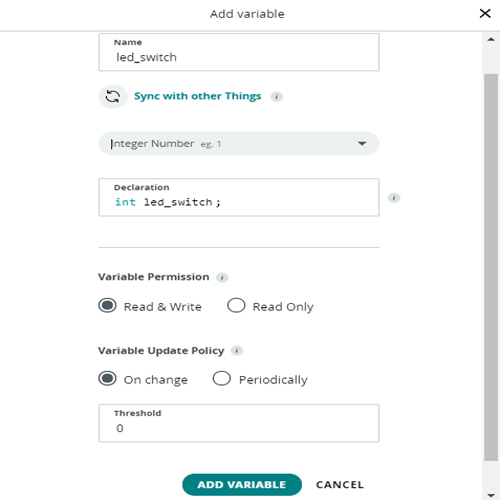 Add variable
Name
led_switch
Sync with other Things i
Integer Number eg. 1
Declaration
int led_switch;
i
Variable Permission i
Read & Write Read Only
Variable Update Policy i
On change Periodically
Threshold
0
ADD VARIABLE CANCEL